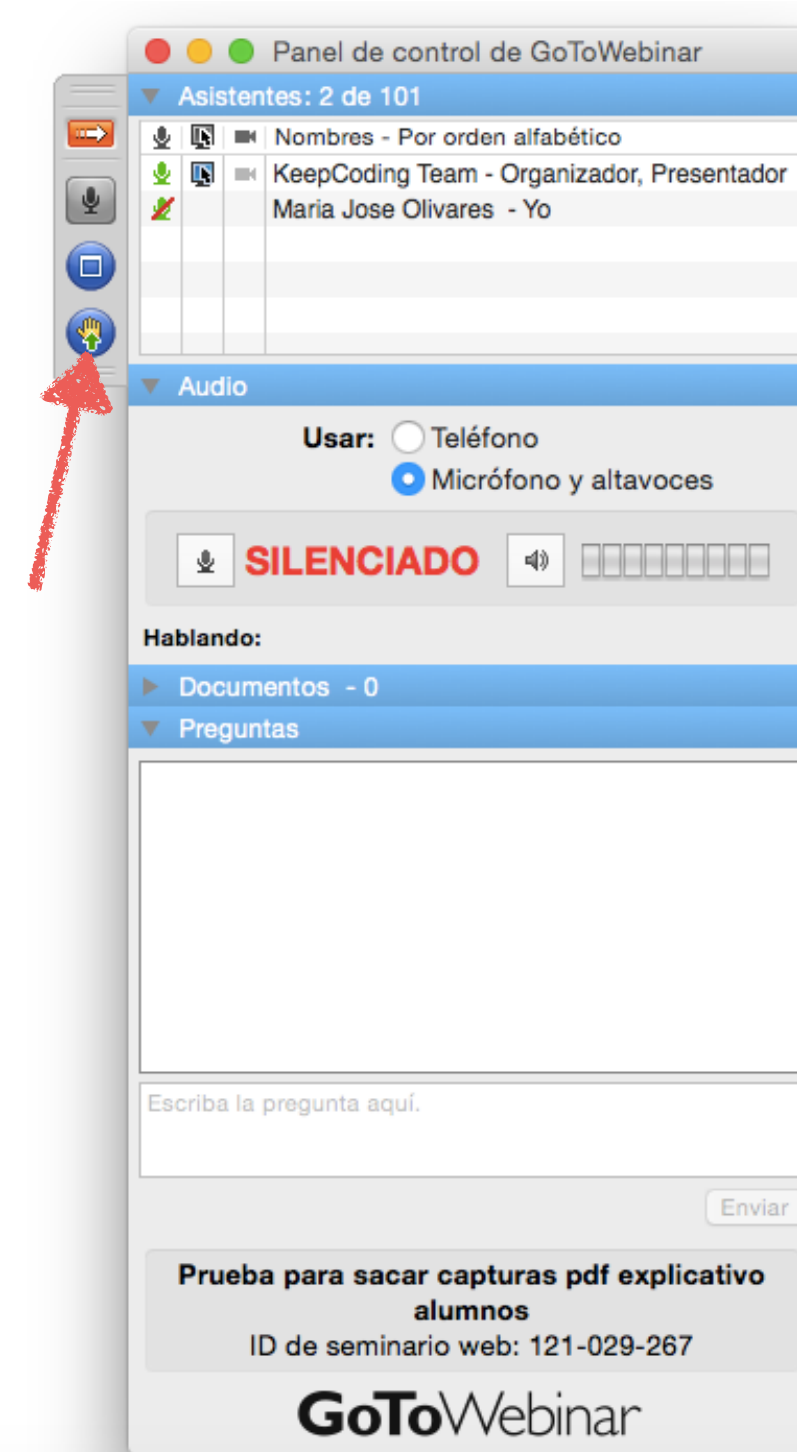 Panel de control de GoToWebinar
Asistentes: 2 de 101
Nombres - Por orden alfabético
KeepCoding Team - Organizador, Presentador
Maria Jose Olivares - Yo
Audio
Usar: Teléfono
Micrófono y altavoces
SILENCIADO
Hablando:
Documentos - 0
Preguntas
Escriba la pregunta aquí.
Enviar
Prueba para sacar capturas pdf explicativo
alumnos
ID de seminario web: 121-029-267
GoToWebinar